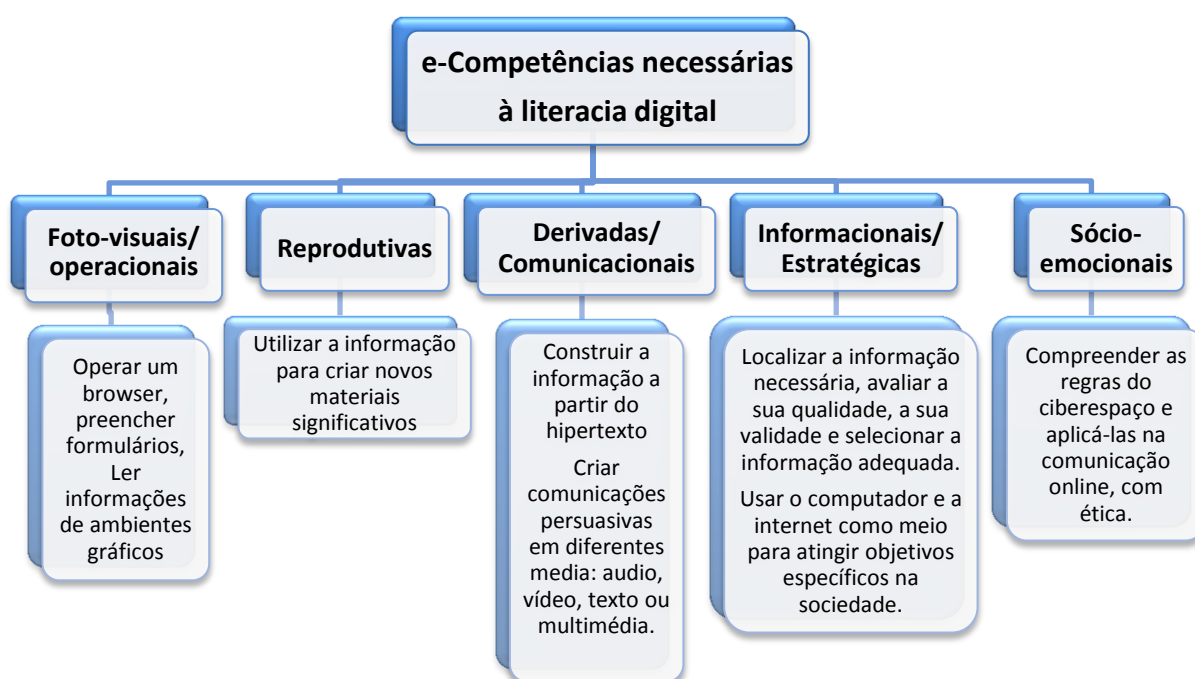 e-Competências necessárias
à literacia digital
Foto-visuais/
operacionais
Operar um
browser,
preencher
formulários,
Ler
informações
de ambientes
gráficos
Reprodutivas
Utilizar a informação
para criar novos
materiais
significativos
Derivadas/
Comunicacionais
Construir a
informação a
partir do
hipertexto
Criar
comunicações
persuasivas
em diferentes
media: audio,
vídeo, texto ou
multimédia.
Informacionais/
Estratégicas
Localizar a informação
necessária, avaliar a
sua qualidade, a sua
validade e selecionar a
informação adequada.
Usar o computador e a
internet como meio
para atingir objetivos
específicos na
sociedade.
Sócio-
emocionais
Compreender as
regras do
ciberespaço e
aplicá-las na
comunicação
online, com
ética.